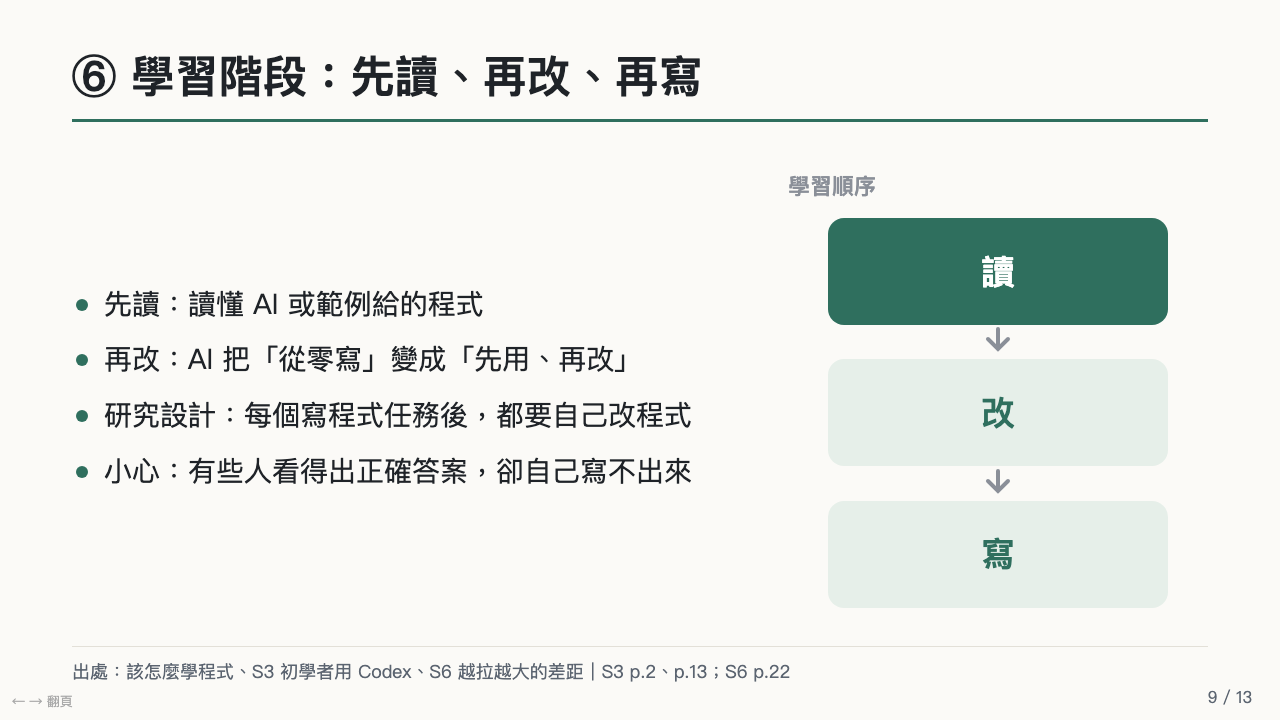 ⑥ 學習階段：先讀、再改、再寫
學習順序
讀
改
寫
先讀：讀懂 AI 或範例給的程式
再改：AI 把「從零寫」變成「先用、再改」
研究設計：每個寫程式任務後，都要自己改程式
小心：有些人看得出正確答案，卻自己寫不出來
出處：該怎麼學程式、S3 初學者用 Codex、S6 越拉越大的差距｜S3 p.2、p.13；S6 p.22
← → 翻頁
9 / 13